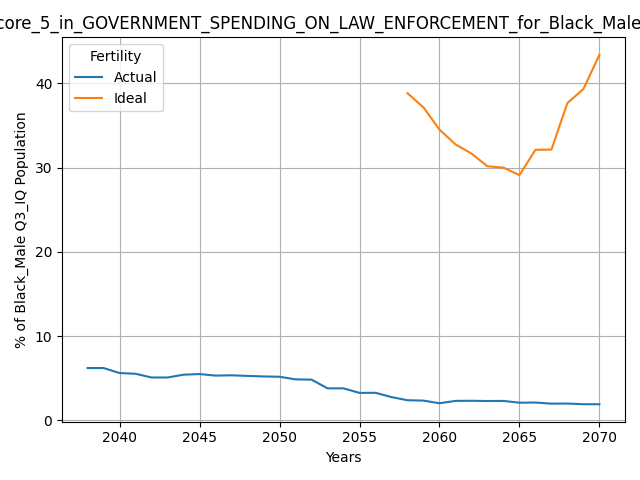 core_5_in_GOVERNMENT_SPENDING_ON_LAW_ENFORCEMENT_for_Black_Male
Fertility
Actual
Ideal
% of Black_Male Q3_IQ Population
40
30
20
10
0
2040 2045 2050 2055 2060 2065 2070
Years